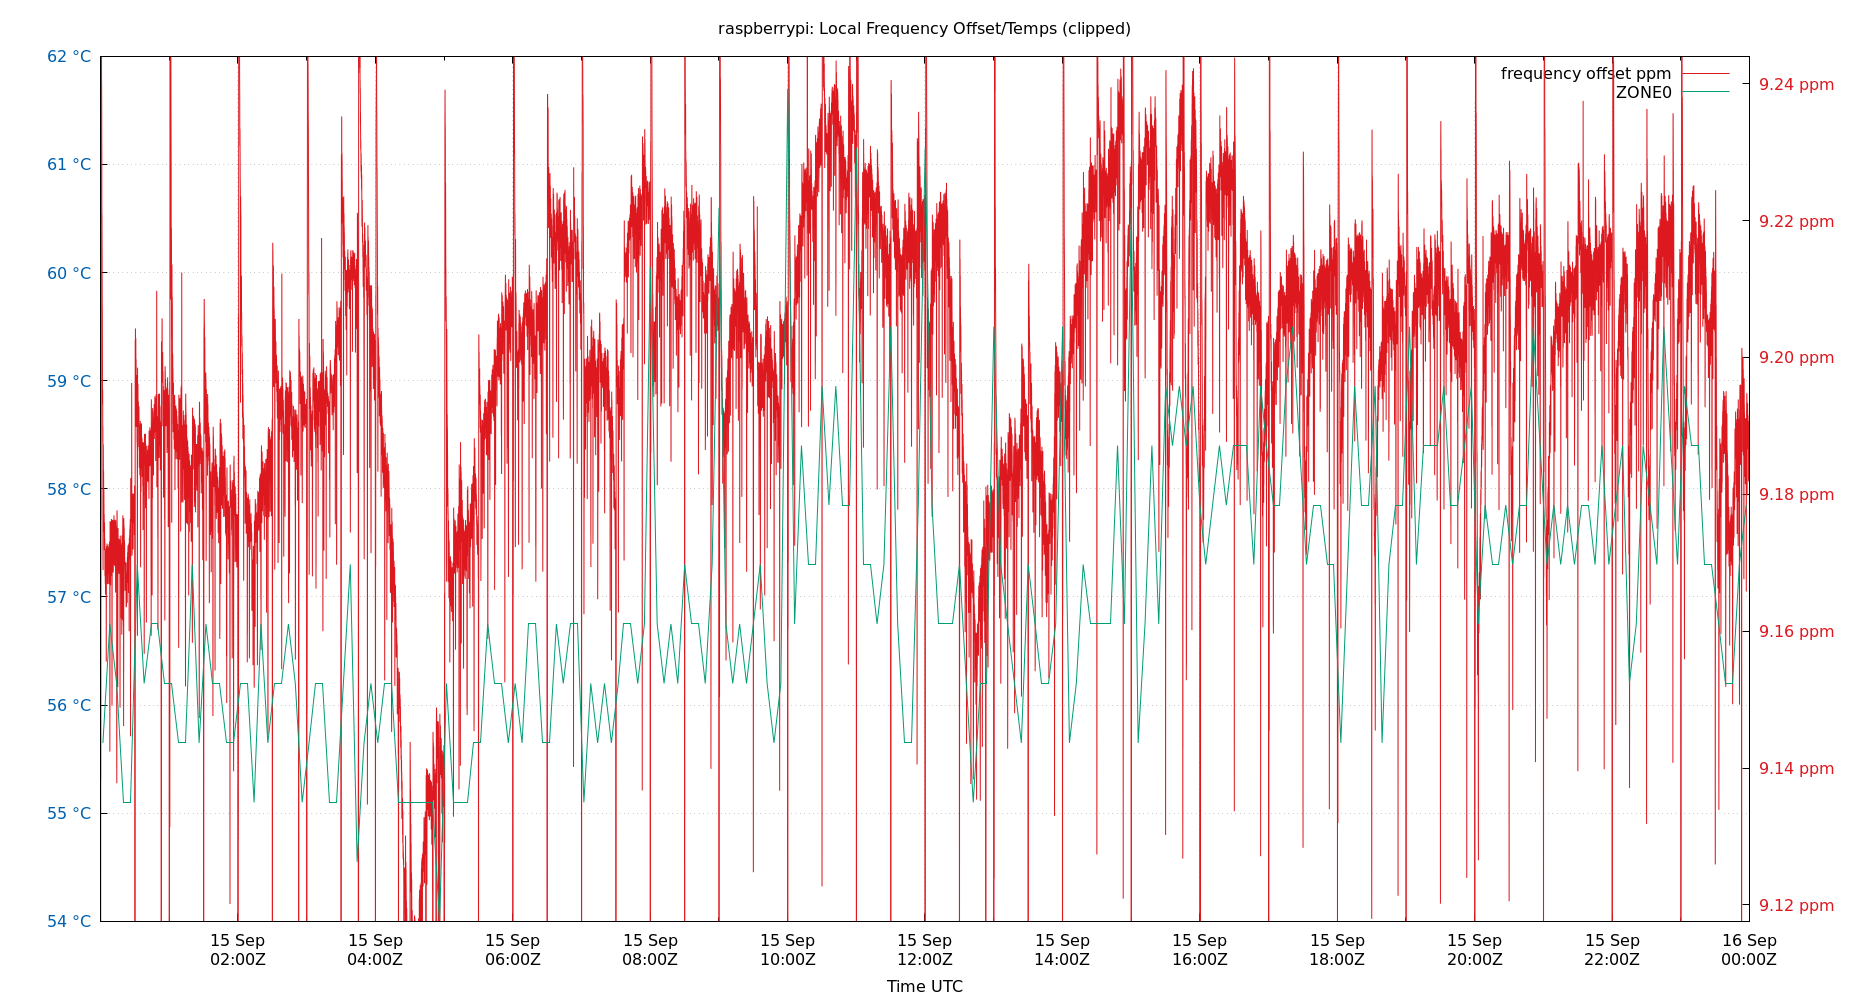 raspberrypi: Local Frequency Offset/Temps (clipped)
frequency offset ppm
ZONE0
62 °C
61 °C
60 °C
59 °C
58 °C
57 °C
56 °C
55 °C
54 °C
9.24 ppm
9.22 ppm
9.20 ppm
9.18 ppm
9.16 ppm
9.14 ppm
9.12 ppm
15 Sep
02:00Z
15 Sep
04:00Z
15 Sep
06:00Z
15 Sep
08:00Z
15 Sep
10:00Z
15 Sep
12:00Z
15 Sep
14:00Z
15 Sep
16:00Z
15 Sep
18:00Z
15 Sep
20:00Z
15 Sep
22:00Z
16 Sep
00:00Z
Time UTC